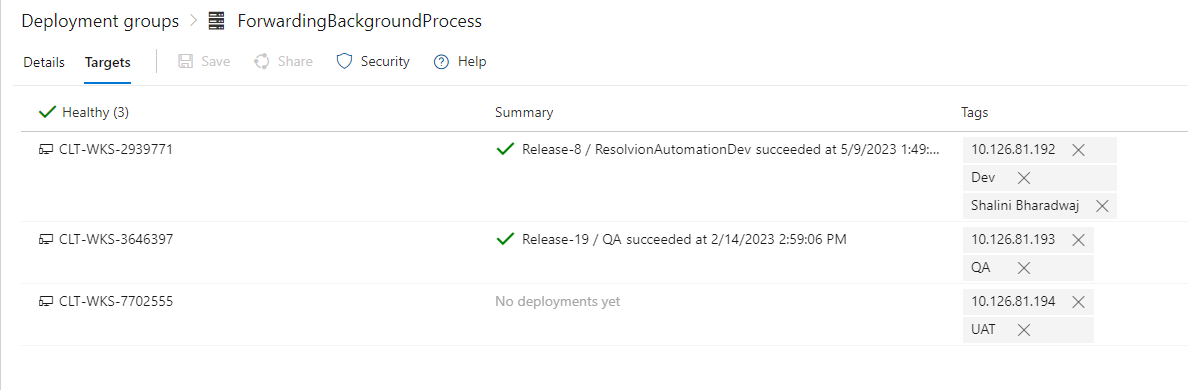 Deployment groups > ForwardingBackgroundProcess
Details Targets Save Share Security Help
Healthy (3) Summary Tags
CLT-WKS-2939771 Release-8 / ResolvionAutomationDev succeeded at 5/9/2023 1:49:... 10.126.81.192
Dev
Shalini Bharadwaj
CLT-WKS-3646397 Release-19 / QA succeeded at 2/14/2023 2:59:06 PM 10.126.81.193
QA
CLT-WKS-7702555 No deployments yet 10.126.81.194
UAT